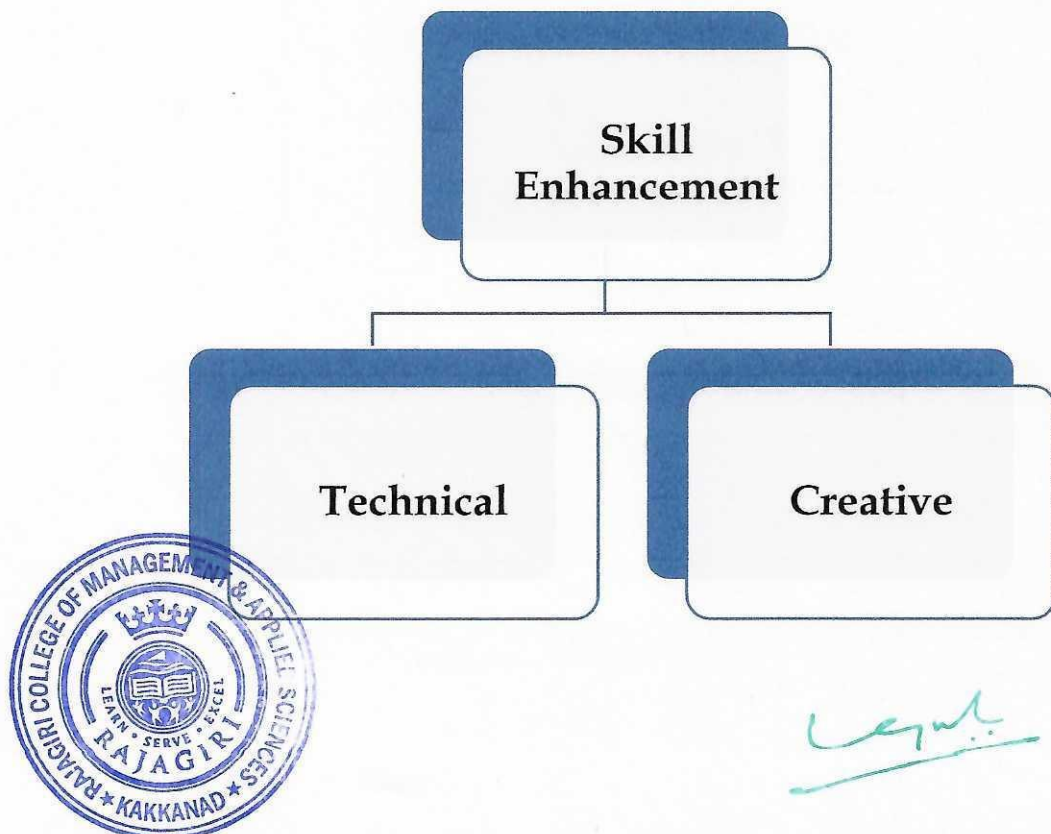 Skill
Enhancement
Technical
Creative
RAJAGIRI COLLEGE OF MANAGEMENT & APPLIED SCIENCES
★ KAKKANAD ★
LEARN • SERVE • EXCEL
RAJAGIRI